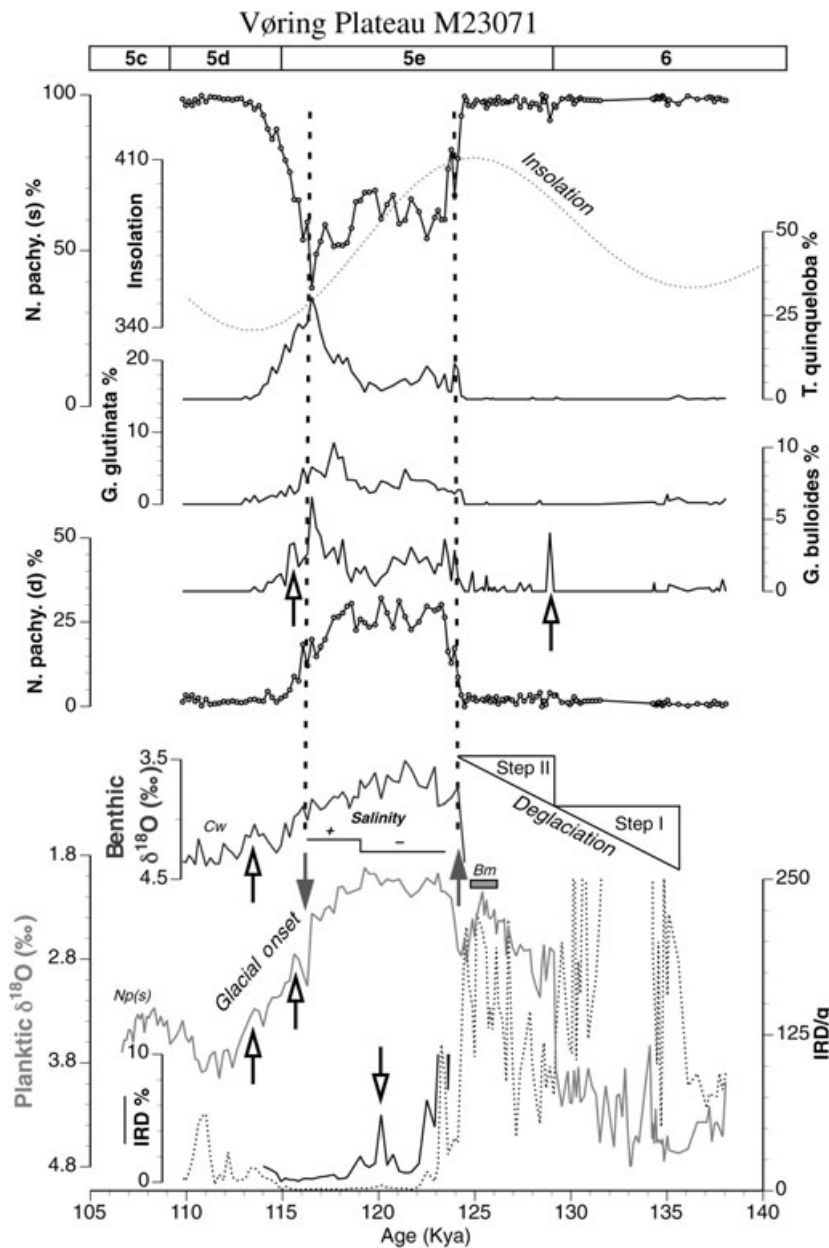 Vøring Plateau M23071
5c 5d 5e 6
100
50
0
N. pachy. (s) %
410
340
Insolation
Insolation
50
25
0
T. quinqueloba %
20
10
0
G. glutinata %
10
5
0
G. bulloides %
50
25
0
N. pachy. (d) %
3.5
4.5
Benthic
δ18O (‰)
Cw
Salinity
+
–
Step II
Step I
Deglaciation
Bm
1.8
2.8
3.8
4.8
Planktic δ18O (‰)
Np(s)
Glacial onset
10
0
IRD %
250
125
0
IRD/g
105 110 115 120 125 130 135 140
Age (Kya)